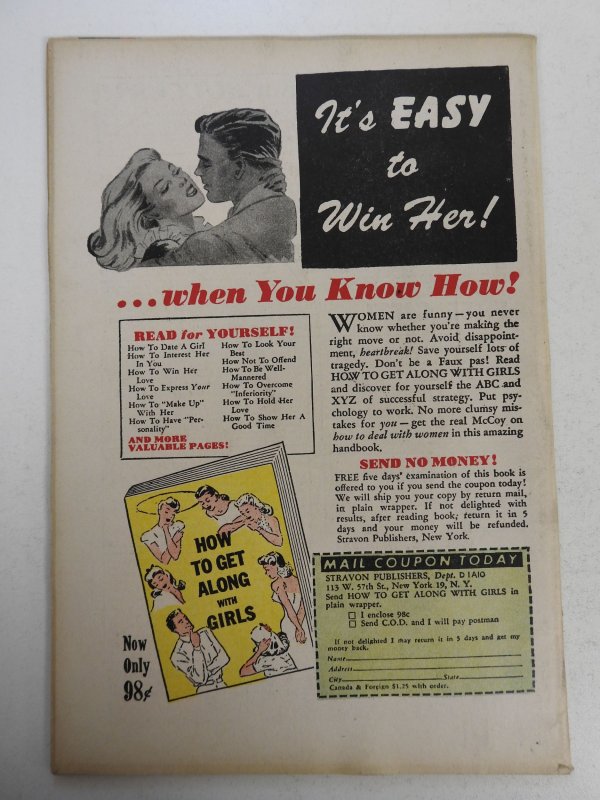 It's EASY
to
Win Her!
...when You Know How!
READ for YOURSELF!
How To Date A Girl
How To Interest Her
In You
How To Win Her
Love
How To Express Your
Love
How To "Make Up"
With Her
How To Have "Per-
sonality"
AND MORE
VALUABLE PAGES!
How To Look Your
Best
How Not To Offend
How To Be Well-
Mannered
How To Overcome
"Inferiority"
How To Hold Her
Love
How To Show Her A
Good Time
WOMEN are funny—you never
know whether you're making the
right move or not. Avoid disappoint-
ment, heartbreak! Save yourself lots of
tragedy. Don't be a Faux pas! Read
HOW TO GET ALONG WITH GIRLS
and discover for yourself the ABC and
XYZ of successful strategy. Put psy-
chology to work. No more clumsy mis-
takes for you—get the real McCoy on
how to deal with women in this amazing
handbook.
SEND NO MONEY!
FREE five days' examination of this book is
offered to you if you send the coupon today!
We will ship you your copy by return mail,
in plain wrapper. If not delighted with
results, after reading book, return it in 5
days and your money will be refunded.
Stravon Publishers, New York.
HOW
TO GET
ALONG
WITH
GIRLS
Now
Only
98¢
MAIL COUPON TODAY
STRAVON PUBLISHERS, Dept. D 1A10
113 W. 57th St., New York 19, N. Y.
Send HOW TO GET ALONG WITH GIRLS in
plain wrapper.
I enclose 98c
Send C.O.D. and I will pay postman
If not delighted I may return it in 5 days and get my
money back.
Name
Address
City State
Canada & Foreign $1.25 with order.